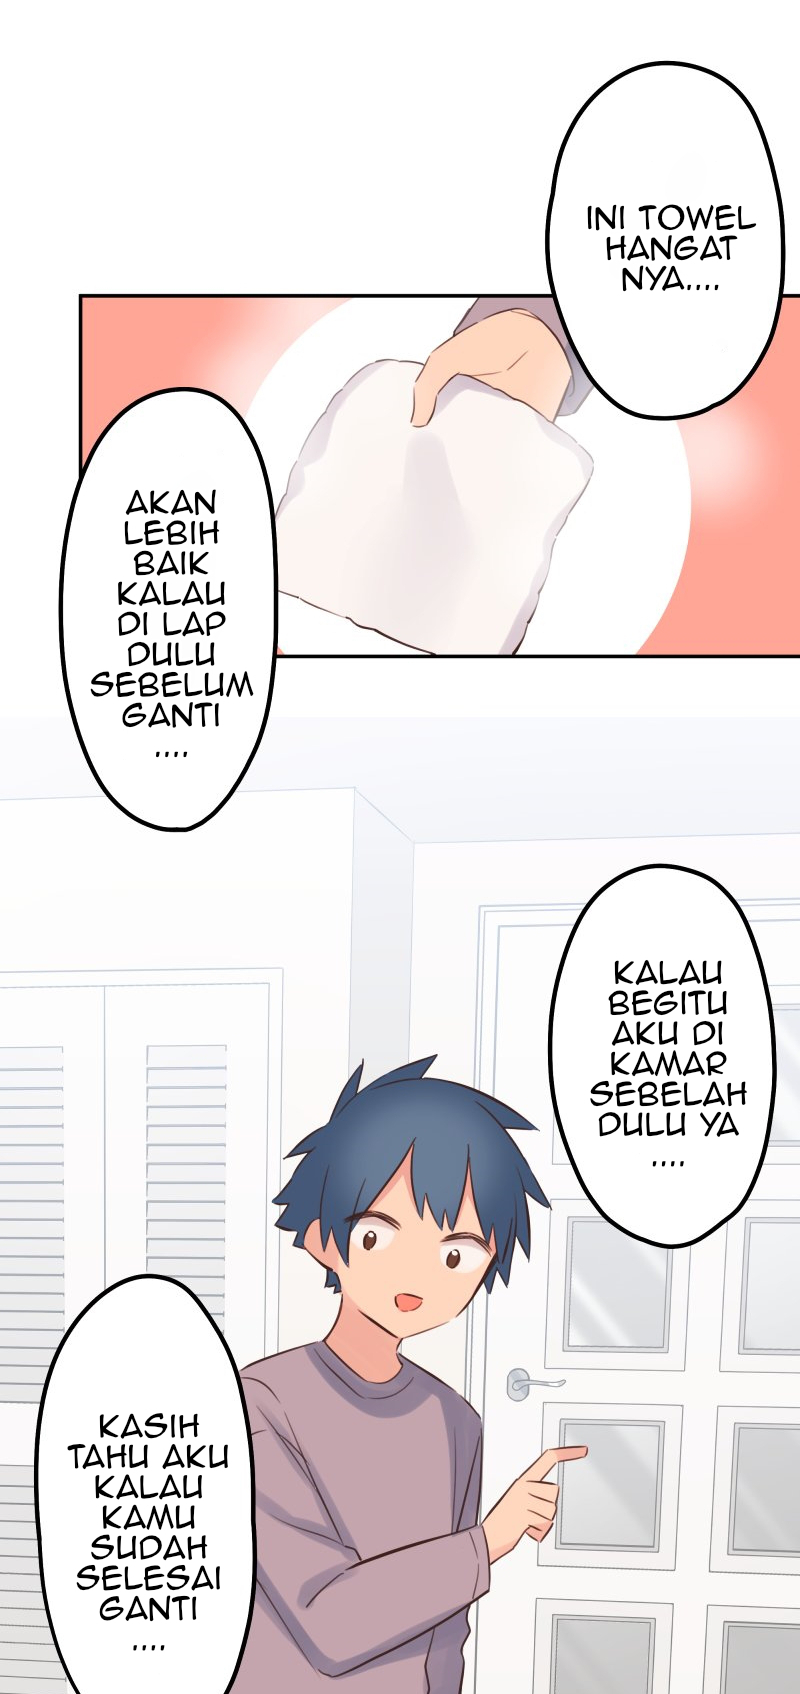 INI TOWEL
HANGAT
NYA....
AKAN
LEBIH
BAIK
KALAU
DI LAP
DULU
SEBELUM
GANTI
....
KALAU
BEGITU
AKU DI
KAMAR
SEBELAH
DULU YA
....
KASIH
TAHU AKU
KALAU
KAMU
SUDAH
SELESAI
GANTI
....